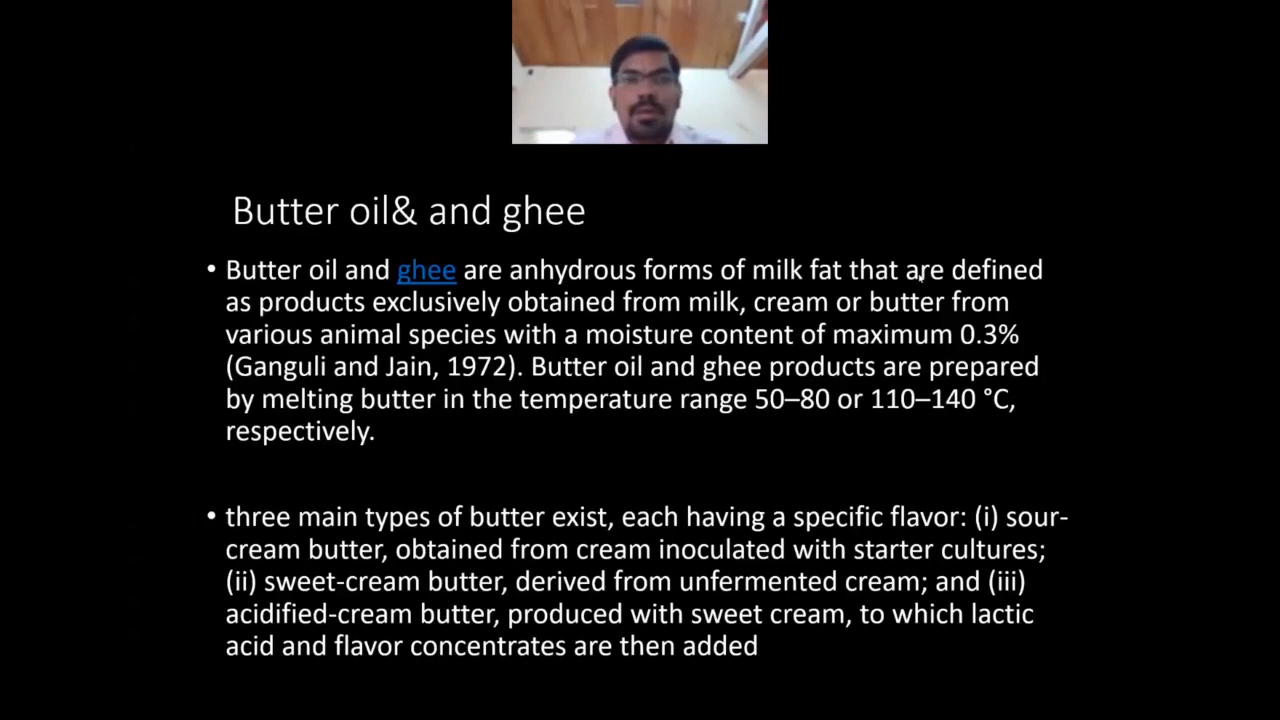 Butter oil& and ghee
• Butter oil and ghee are anhydrous forms of milk fat that are defined
as products exclusively obtained from milk, cream or butter from
various animal species with a moisture content of maximum 0.3%
(Ganguli and Jain, 1972). Butter oil and ghee products are prepared
by melting butter in the temperature range 50–80 or 110–140 °C,
respectively.
• three main types of butter exist, each having a specific flavor: (i) sour-
cream butter, obtained from cream inoculated with starter cultures;
(ii) sweet-cream butter, derived from unfermented cream; and (iii)
acidified-cream butter, produced with sweet cream, to which lactic
acid and flavor concentrates are then added